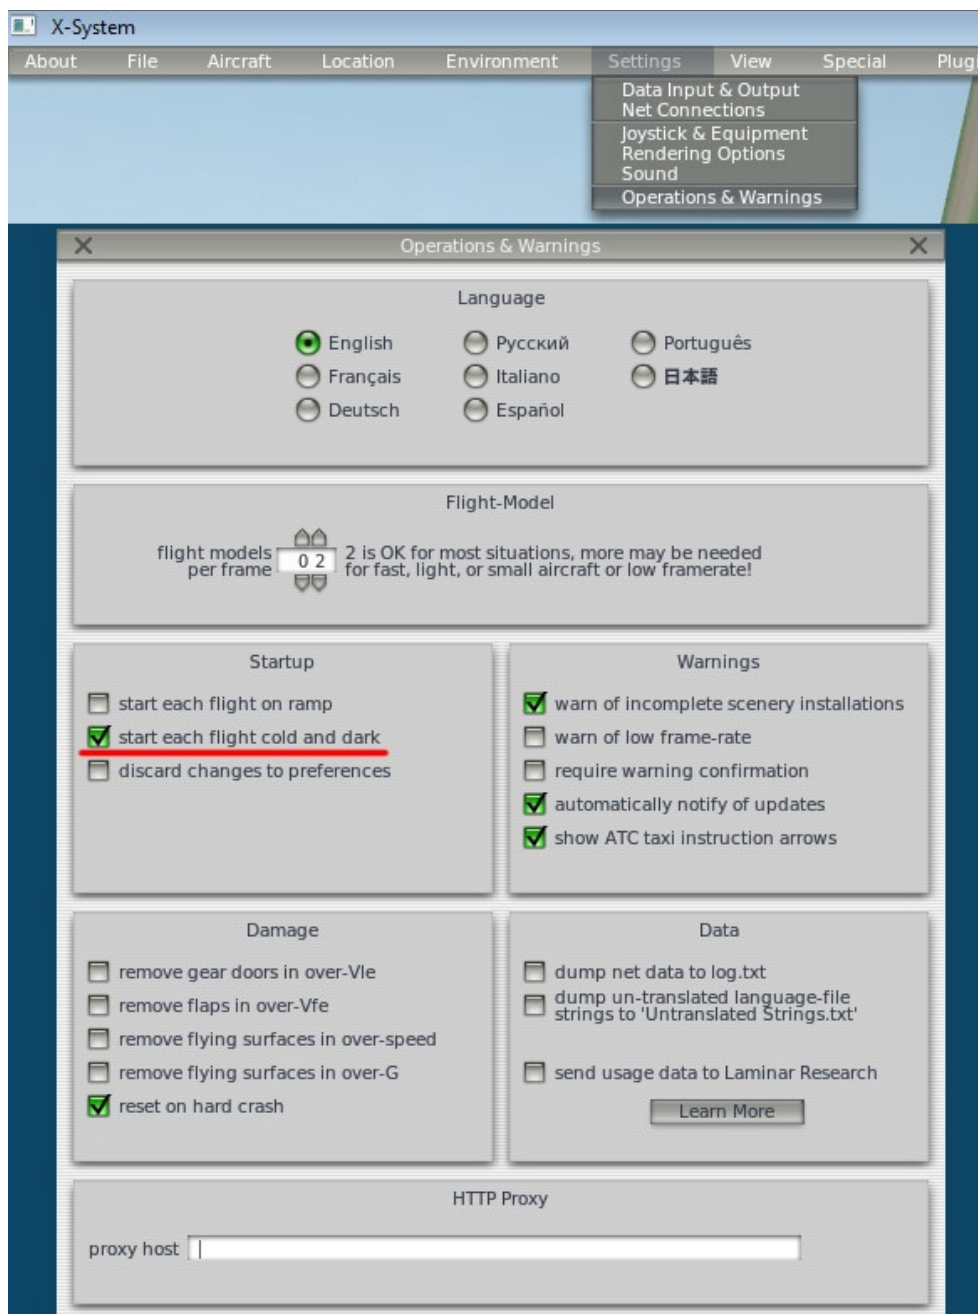 X-System
About File Aircraft Location Environment Settings View Special Plugi
Data Input & Output
Net Connections
Joystick & Equipment
Rendering Options
Sound
Operations & Warnings
Operations & Warnings
Language
English Русский Português
Français Italiano 日本語
Deutsch Español
Flight-Model
flight models per frame
0 2
2 is OK for most situations, more may be needed
for fast, light, or small aircraft or low framerate!
Startup
start each flight on ramp
start each flight cold and dark
discard changes to preferences
Warnings
warn of incomplete scenery installations
warn of low frame-rate
require warning confirmation
automatically notify of updates
show ATC taxi instruction arrows
Damage
remove gear doors in over-Vle
remove flaps in over-Vfe
remove flying surfaces in over-speed
remove flying surfaces in over-G
reset on hard crash
Data
dump net data to log.txt
dump un-translated language-file
strings to 'Untranslated Strings.txt'
send usage data to Laminar Research
Learn More
HTTP Proxy
proxy host